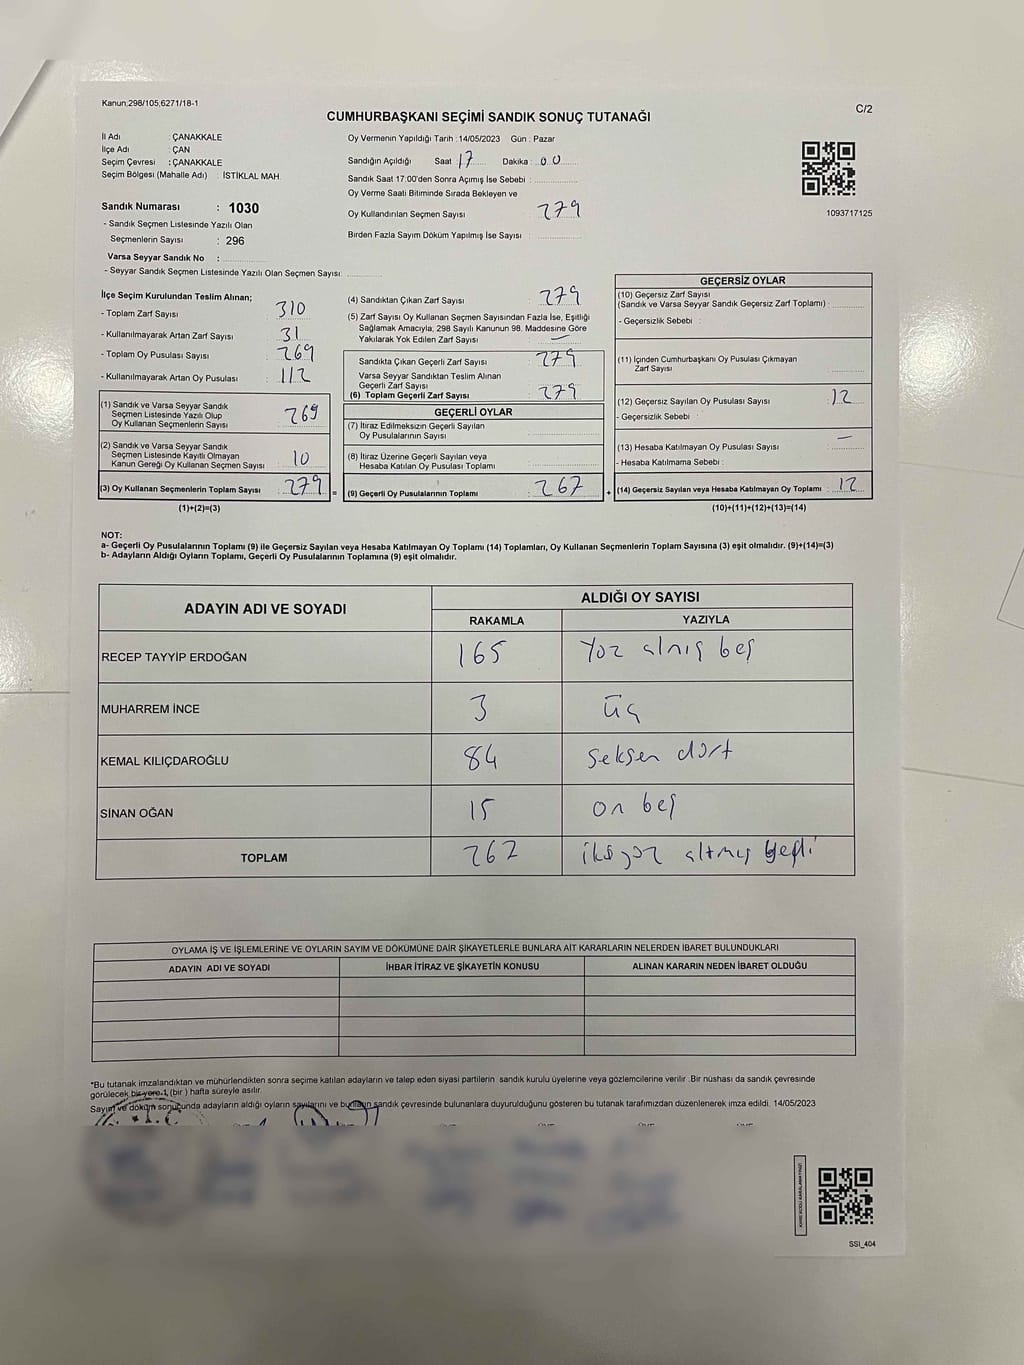 Kanun;298/105,6271/18-1
C/2
CUMHURBAŞKANI SEÇİMİ SANDIK SONUÇ TUTANAĞI
İl Adı : ÇANAKKALE
İlçe Adı : ÇAN
Seçim Çevresi : ÇANAKKALE
Seçim Bölgesi (Mahalle Adı) : İSTİKLAL MAH.
Sandık Numarası : 1030
- Sandık Seçmen Listesinde Yazılı Olan
Seçmenlerin Sayısı : 296
Varsa Seyyar Sandık No :
- Seyyar Sandık Seçmen Listesinde Yazılı Olan Seçmen Sayısı:
Oy Vermenin Yapıldığı Tarih : 14/05/2023 Gün : Pazar
Sandığın Açıldığı Saat : 17 Dakika : 00
Sandık Saat 17:00'den Sonra Açımış İse Sebebi :
Oy Verme Saati Bitiminde Sırada Bekleyen ve
Oy Kullandırılan Seçmen Sayısı : 279
Birden Fazla Sayım Döküm Yapılmış İse Sayısı :
1093717125
İlçe Seçim Kurulundan Teslim Alınan;
- Toplam Zarf Sayısı : 310
- Kullanılmayarak Artan Zarf Sayısı : 31
- Toplam Oy Pusulası Sayısı : 269
- Kullanılmayarak Artan Oy Pusulası : 112
(1) Sandık ve Varsa Seyyar Sandık
Seçmen Listesinde Yazılı Olup
Oy Kullanan Seçmenlerin Sayısı : 269
(2) Sandık ve Varsa Seyyar Sandık
Seçmen Listesinde Kayıtlı Olmayan
Kanun Gereği Oy Kullanan Seçmen Sayısı : 10
(3) Oy Kullanan Seçmenlerin Toplam Sayısı : 279
(1)+(2)=(3)
(4) Sandıktan Çıkan Zarf Sayısı : 279
(5) Zarf Sayısı Oy Kullanan Seçmen Sayısından Fazla İse, Eşitliği
Sağlamak Amacıyla, 298 Sayılı Kanunun 98. Maddesine Göre
Yakılarak Yok Edilen Zarf Sayısı : —
Sandıkta Çıkan Geçerli Zarf Sayısı : 279
Varsa Seyyar Sandıktan Teslim Alınan
Geçerli Zarf Sayısı :
(6) Toplam Geçerli Zarf Sayısı : 279
GEÇERLİ OYLAR
(7) İtiraz Edilmeksizin Geçerli Sayılan
Oy Pusulalarının Sayısı :
(8) İtiraz Üzerine Geçerli Sayılan veya
Hesaba Katılan Oy Pusulası Toplamı :
= (9) Geçerli Oy Pusulalarının Toplamı : 267
GEÇERSİZ OYLAR
(10) Geçersiz Zarf Sayısı
(Sandık ve Varsa Seyyar Sandık Geçersiz Zarf Toplamı) :
- Geçersizlik Sebebi :
(11) İçinden Cumhurbaşkanı Oy Pusulası Çıkmayan
Zarf Sayısı :
(12) Geçersiz Sayılan Oy Pusulası Sayısı : 12
- Geçersizlik Sebebi :
(13) Hesaba Katılmayan Oy Pusulası Sayısı : —
- Hesaba Katılmama Sebebi :
+ (14) Geçersiz Sayılan veya Hesaba Katılmayan Oy Toplamı : 12
(10)+(11)+(12)+(13)=(14)
NOT:
a- Geçerli Oy Pusulalarının Toplamı (9) ile Geçersiz Sayılan veya Hesaba Katılmayan Oy Toplamı (14) Toplamları, Oy Kullanan Seçmenlerin Toplam Sayısına (3) eşit olmalıdır. (9)+(14)=(3)
b- Adayların Aldığı Oyların Toplamı, Geçerli Oy Pusulalarının Toplamına (9) eşit olmalıdır.
ADAYIN ADI VE SOYADI
ALDIĞI OY SAYISI
RAKAMLA YAZIYLA
RECEP TAYYİP ERDOĞAN 165 Yüz almış beş
MUHARREM İNCE 3 üç
KEMAL KILIÇDAROĞLU 84 Seksen dört
SİNAN OĞAN 15 on beş
TOPLAM 267 ikiyüz altmış yedi
OYLAMA İŞ VE İŞLEMLERİNE VE OYLARIN SAYIM VE DÖKÜMÜNE DAİR ŞİKAYETLERLE BUNLARA AİT KARARLARIN NELERDEN İBARET BULUNDUKLARI
ADAYIN ADI VE SOYADI İHBAR İTİRAZ VE ŞİKAYETİN KONUSU ALINAN KARARIN NEDEN İBARET OLDUĞU
*Bu tutanak imzalandıktan ve mühürlendikten sonra seçime katılan adayların ve talep eden siyasi partilerin sandık kurulu üyelerine veya gözlemcilerine verilir .Bir nüshası da sandık çevresinde
görülecek bir yere 1 (bir ) hafta süreyle asılır.
Sayım ve döküm sonucunda adayların aldığı oyların sayılarını ve bunların sandık çevresinde bulunanlara duyurulduğunu gösteren bu tutanak tarafımızdan düzenlenerek imza edildi. 14/05/2023
SSI_404